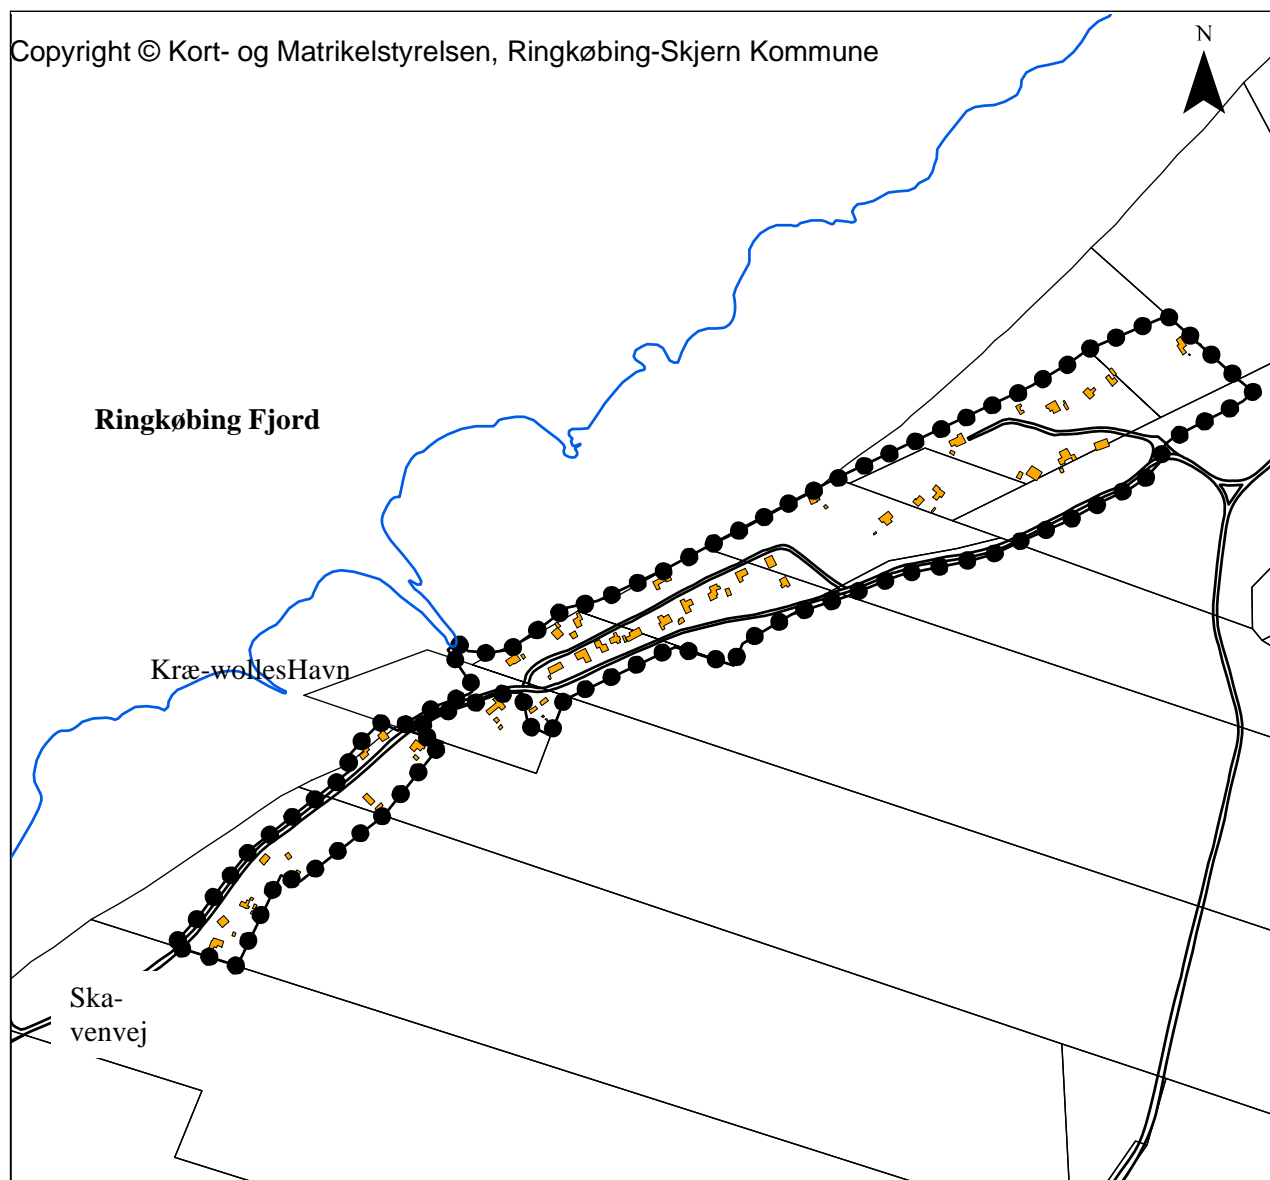 Copyright © Kort- og Matrikelstyrelsen, Ringkøbing-Skjern Kommune
N
Ringkøbing Fjord
Kræ-wollesHavn
Ska-
venvej